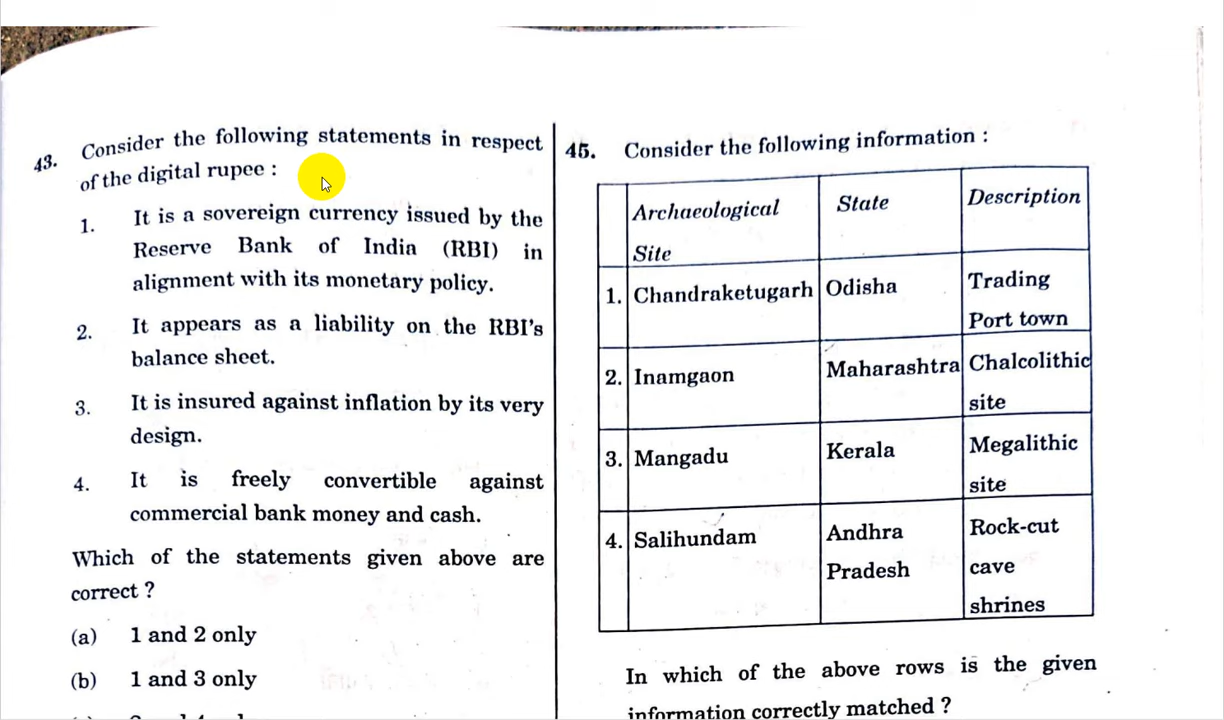 43. Consider the following statements in respect
of the digital rupee :
1. It is a sovereign currency issued by the
Reserve Bank of India (RBI) in
alignment with its monetary policy.
2. It appears as a liability on the RBI's
balance sheet.
3. It is insured against inflation by its very
design.
4. It is freely convertible against
commercial bank money and cash.
Which of the statements given above are
correct ?
(a) 1 and 2 only
(b) 1 and 3 only
45. Consider the following information :
Archaeological State Description
Site
1. Chandraketugarh Odisha Trading
Port town
2. Inamgaon Maharashtra Chalcolithic
site
3. Mangadu Kerala Megalithic
site
4. Salihundam Andhra Rock-cut
Pradesh cave
shrines
In which of the above rows is the given
information correctly matched ?